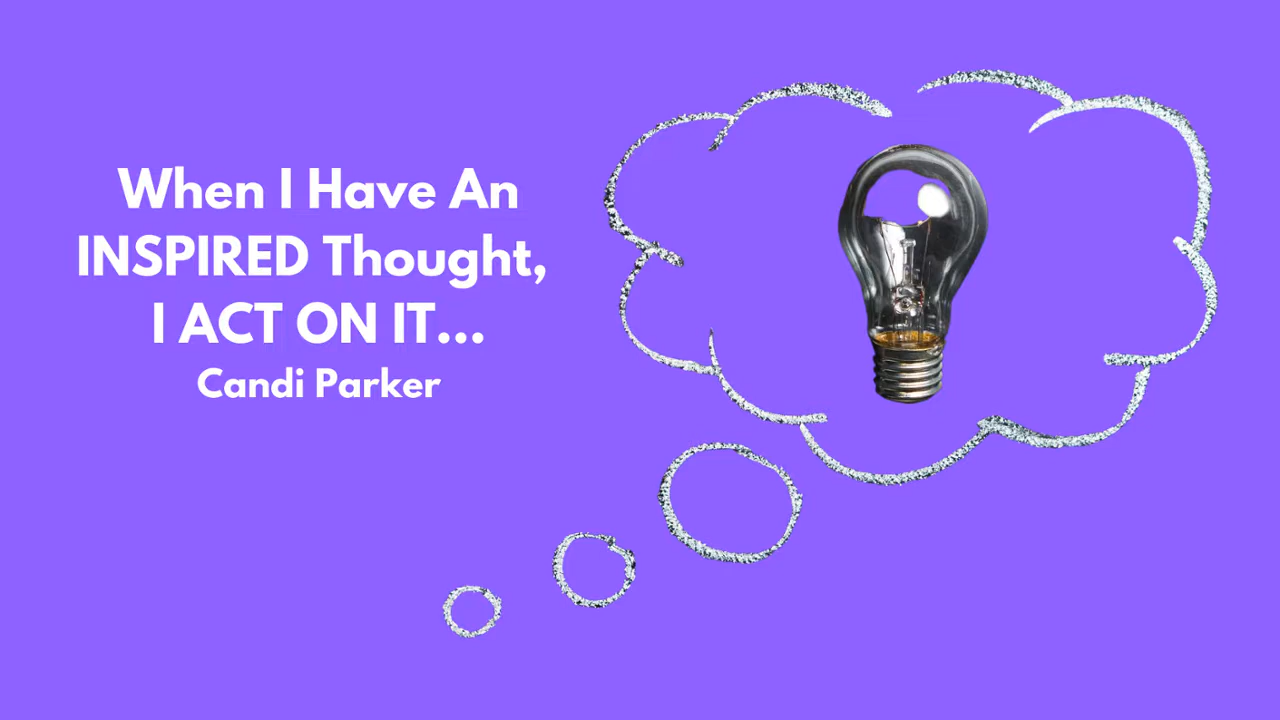 When I Have An
INSPIRED Thought,
I ACT ON IT...
Candi Parker